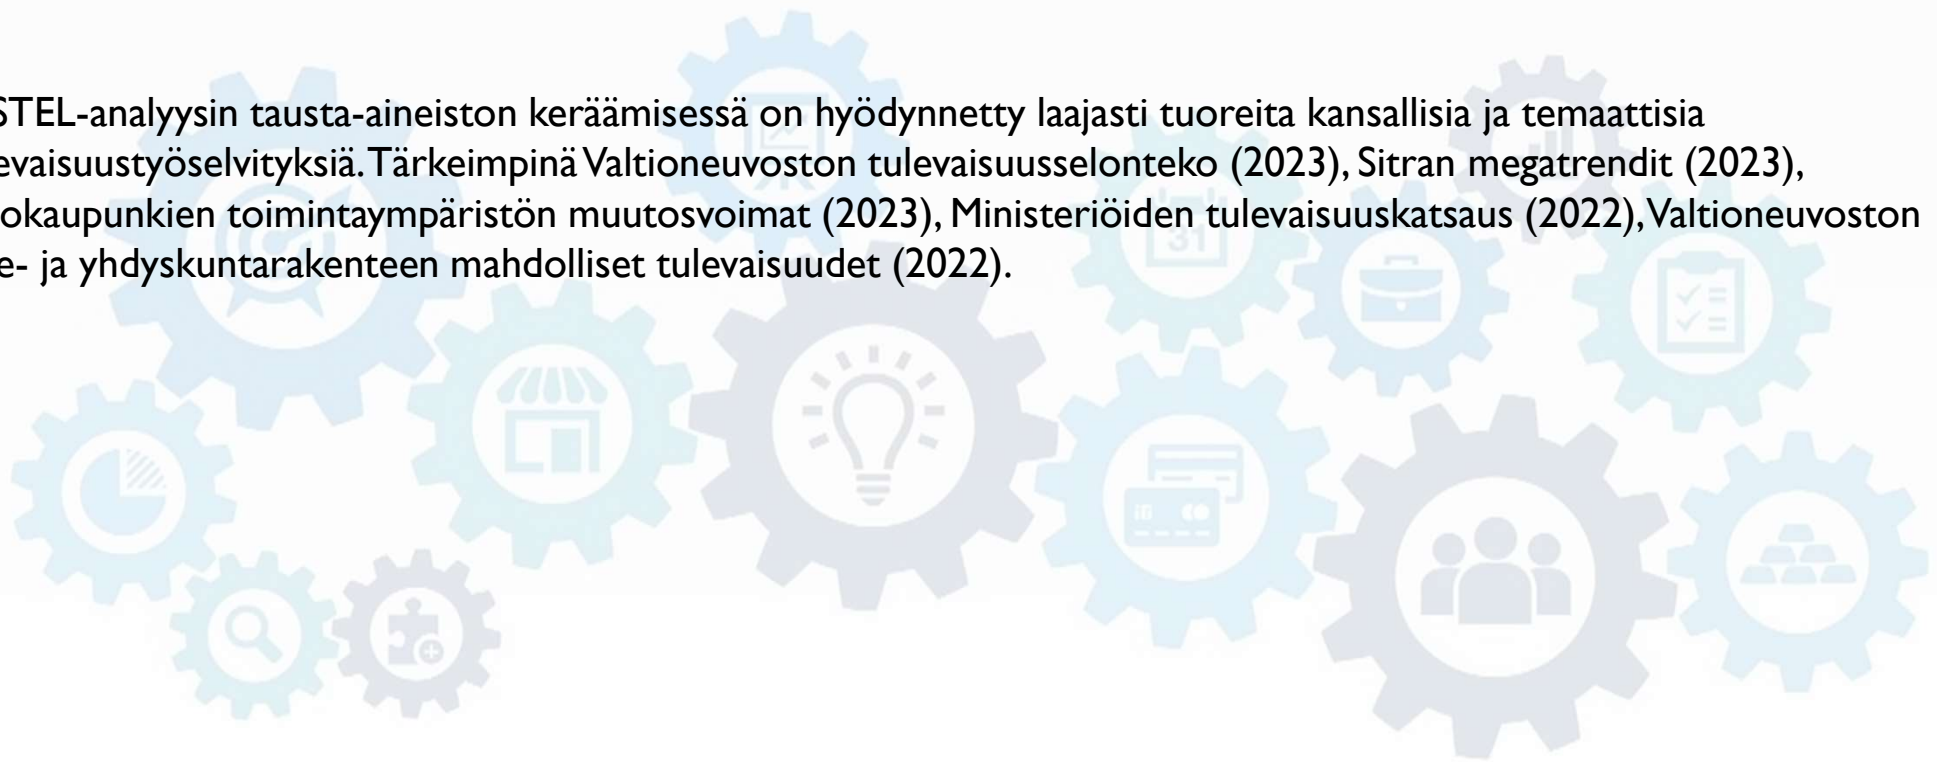 STEL-analyysin tausta-aineiston keräämisessä on hyödynnetty laajasti tuoreita kansallisia ja temaattisia
evaisuustyöselvityksiä. Tärkeimpinä Valtioneuvoston tulevaisuusselonteko (2023), Sitran megatrendit (2023),
okaupunkien toimintaympäristön muutosvoimat (2023), Ministeriöiden tulevaisuuskatsaus (2022), Valtioneuvoston
e- ja yhdyskuntarakenteen mahdolliset tulevaisuudet (2022).
31